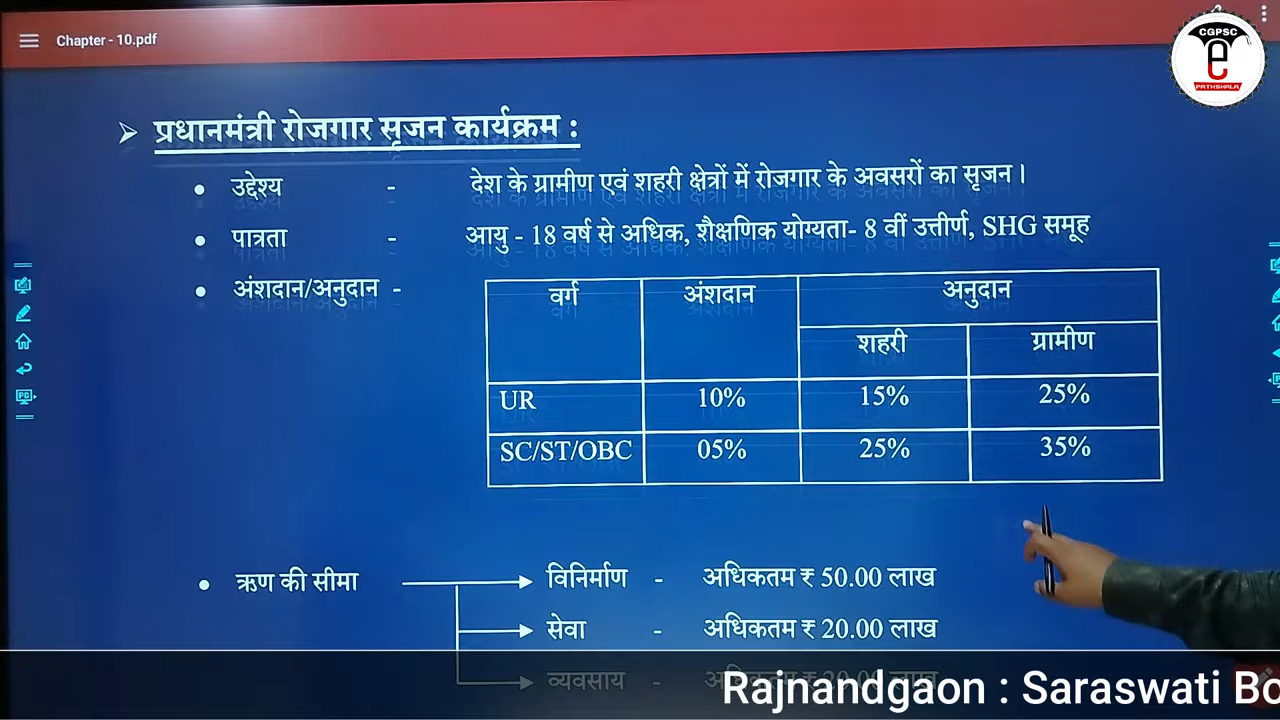 Chapter - 10.pdf
CGPSC
e
PATHSHALA
➢ प्रधानमंत्री रोजगार सृजन कार्यक्रम :
• उद्देश्य - देश के ग्रामीण एवं शहरी क्षेत्रों में रोजगार के अवसरों का सृजन।
• पात्रता - आयु - 18 वर्ष से अधिक, शैक्षणिक योग्यता- 8 वीं उत्तीर्ण, SHG समूह
• अंशदान/अनुदान -
वर्ग अंशदान अनुदान
शहरी ग्रामीण
UR 10% 15% 25%
SC/ST/OBC 05% 25% 35%
• ऋण की सीमा → विनिर्माण - अधिकतम ₹ 50.00 लाख
→ सेवा - अधिकतम ₹ 20.00 लाख
→ व्यवसाय -
Rajnandgaon : Saraswati Bo